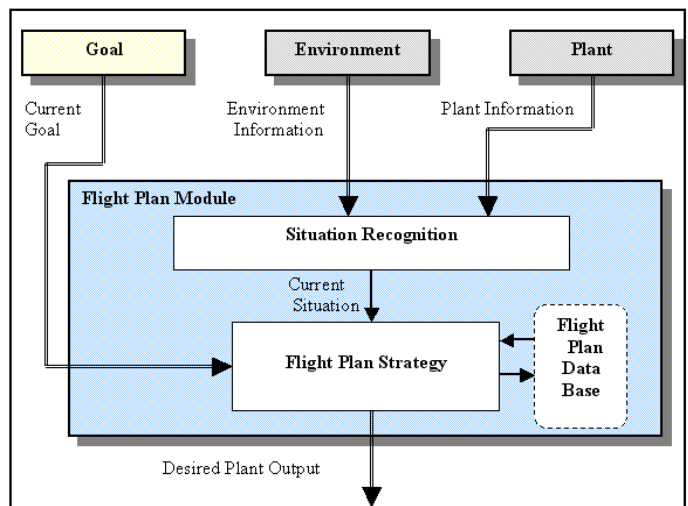 Goal
Environment
Plant
Current
Goal
Environment
Information
Plant Information
Flight Plan Module
Situation Recognition
Current
Situation
Flight Plan Strategy
Flight
Plan
Data
Base
Desired Plant Output